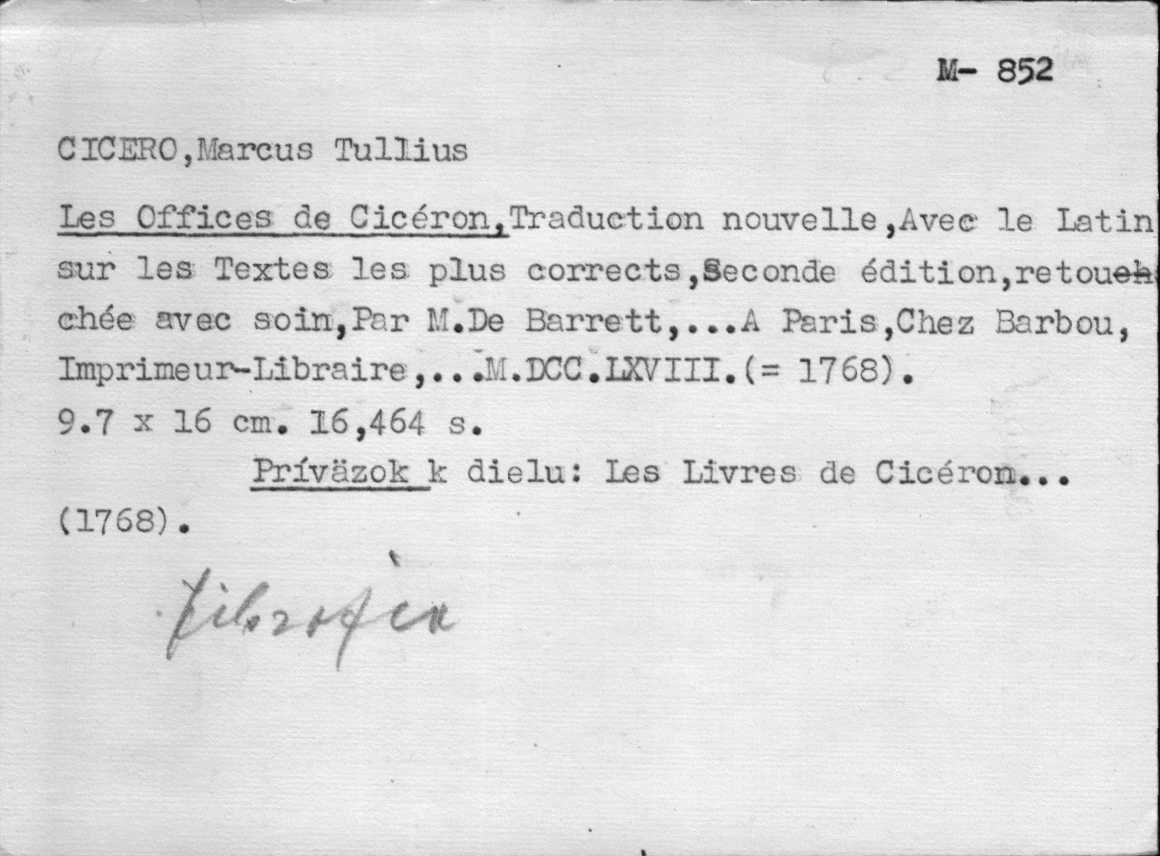 M- 852
CICERO,Marcus Tullius
Les Offices de Cicéron,Traduction nouvelle,Avec le Latin
sur les Textes les plus corrects,Seconde édition,retouch
chée avec soin,Par M.De Barrett,...A Paris,Chez Barbou,
Imprimeur-Libraire,...M.DCC.LXVIII.(= 1768).
9.7 x 16 cm. 16,464 s.
Príväzok k dielu: Les Livres de Cicéron...
(1768).
filozofia